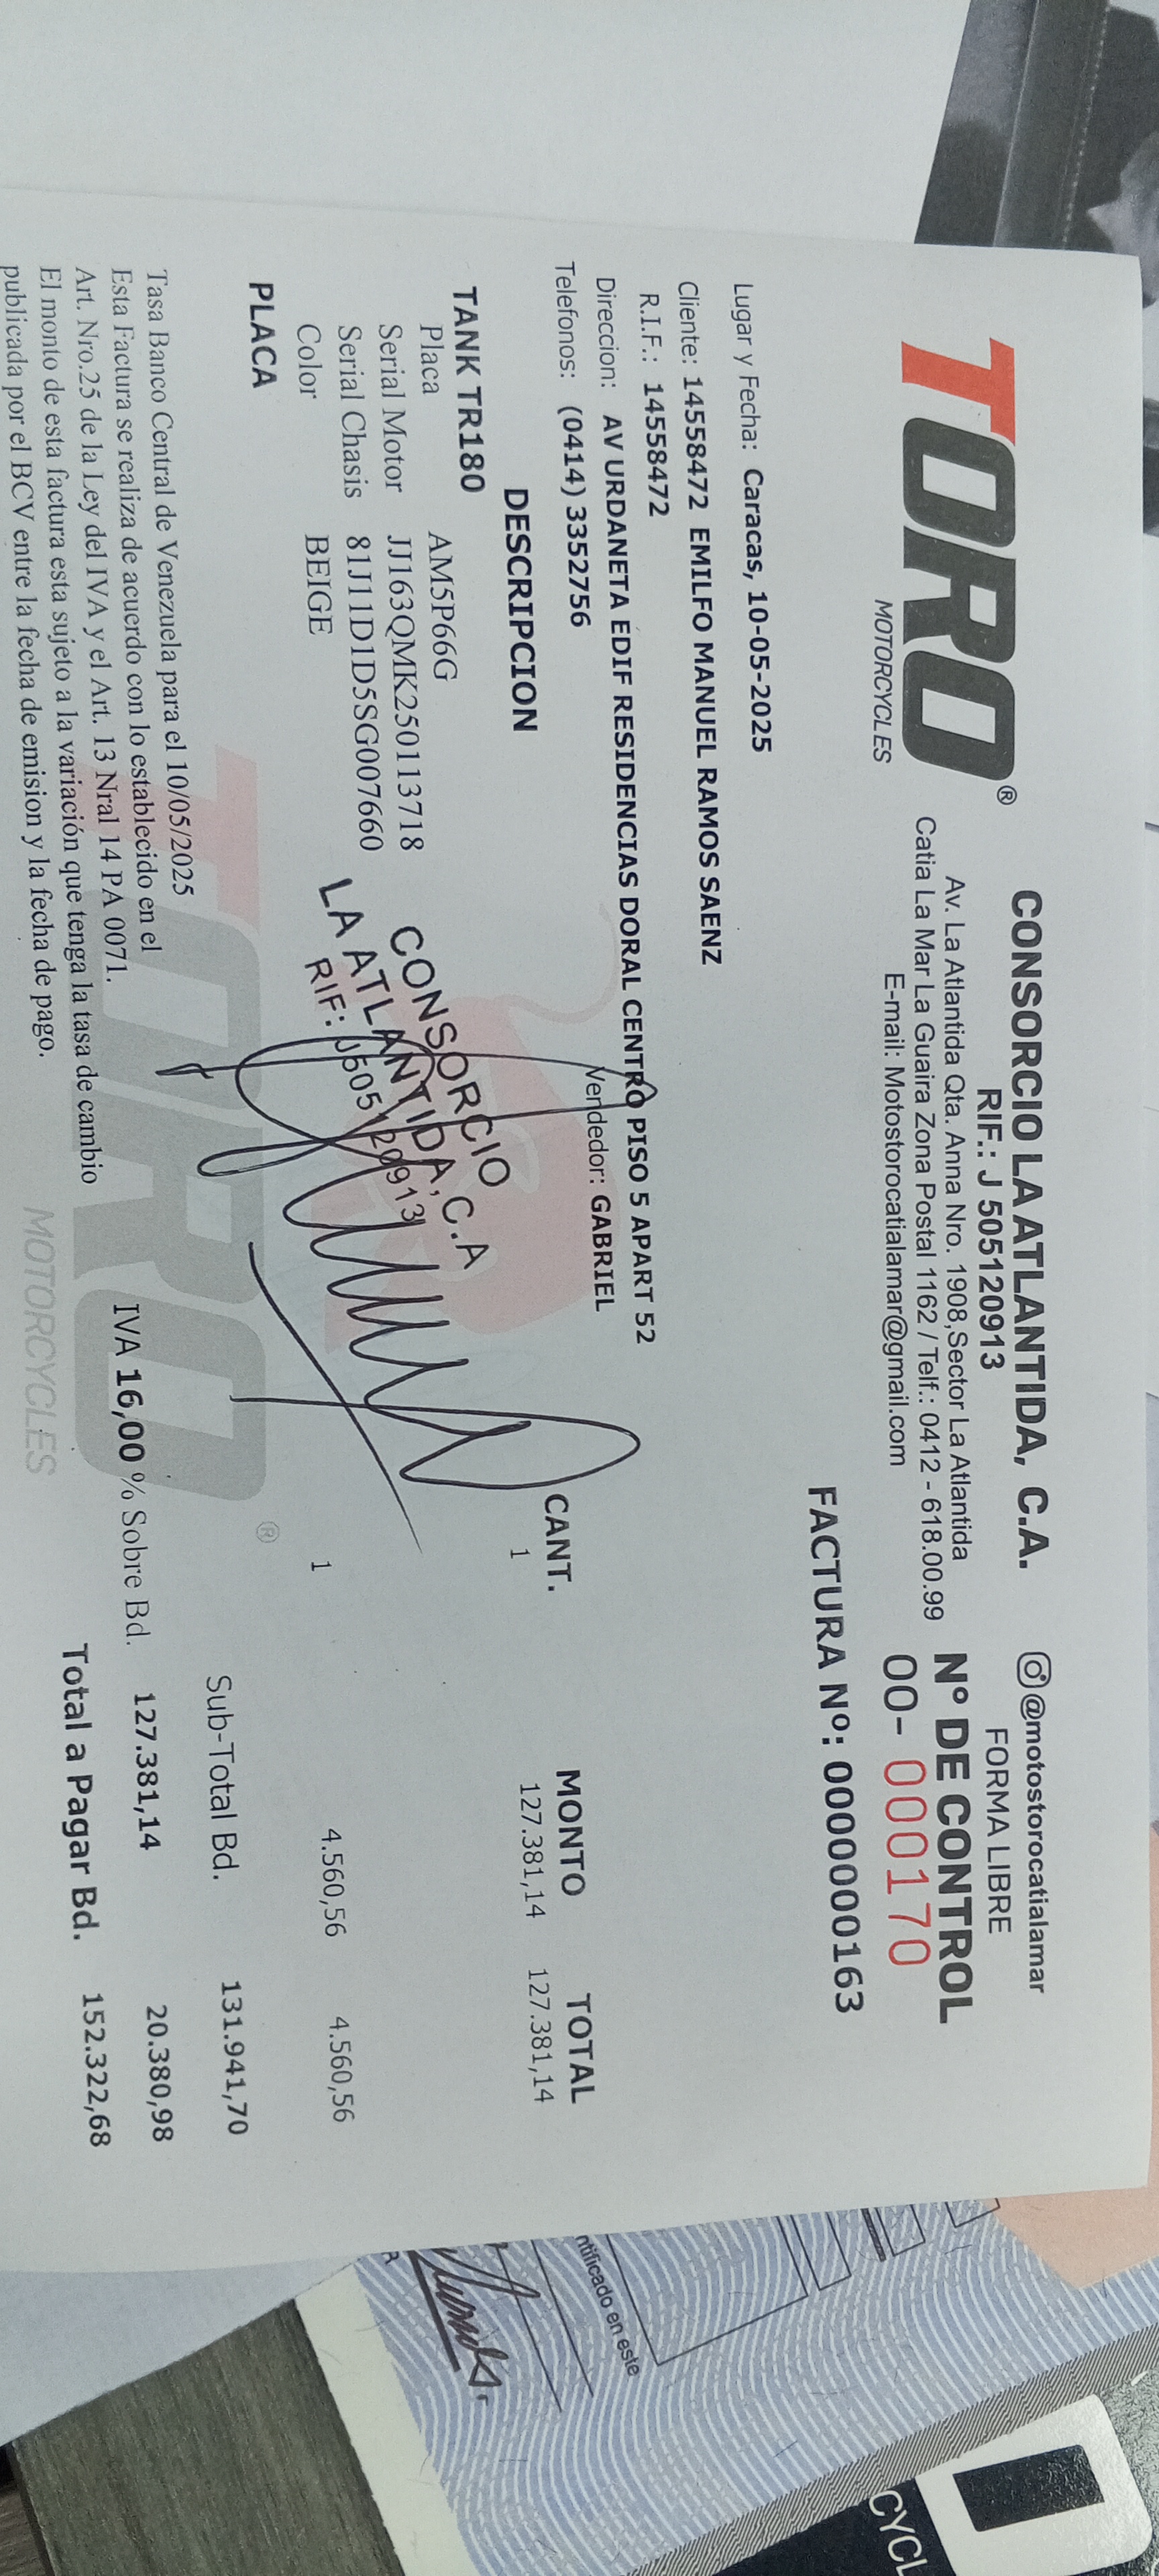 TORO®
MOTORCYCLES
CONSORCIO LA ATLANTIDA, C.A.
RIF.: J 505120913
Av. La Atlantida Qta. Anna Nro. 1908,Sector La Atlantida
Catia La Mar La Guaira Zona Postal 1162 / Telf.: 0412 - 618.00.99
E-mail: Motostorocatialamar@gmail.com
@motostorocatialamar
FORMA LIBRE
Nº DE CONTROL
00- 000170
FACTURA Nº: 0000000163
Lugar y Fecha: Caracas, 10-05-2025
Cliente: 14558472 EMILFO MANUEL RAMOS SAENZ
R.I.F.: 14558472
Direccion: AV URDANETA EDIF RESIDENCIAS DORAL CENTRO PISO 5 APART 52
Telefonos: (0414) 3352756 Vendedor: GABRIEL
DESCRIPCION CANT. MONTO TOTAL
TANK TR180 1 127.381,14 127.381,14
Placa AM5P66G
Serial Motor JJ163QMK250113718
Serial Chasis 81J11D1D5SG007660
Color BEIGE
PLACA 1 4.560,56 4.560,56
CONSORCIO
LA ATLANTIDA, C.A
RIF: J505120913
Sub-Total Bd. 131.941,70
Tasa Banco Central de Venezuela para el 10/05/2025
Esta Factura se realiza de acuerdo con lo establecido en el
Art. Nro.25 de la Ley del IVA y el Art. 13 Nral 14 PA 0071.
El monto de esta factura esta sujeto a la variación que tenga la tasa de cambio
publicada por el BCV entre la fecha de emision y la fecha de pago.
IVA 16,00 % Sobre Bd. 127.381,14 20.380,98
Total a Pagar Bd. 152.322,68
TORO®
MOTORCYCLES
ntificado en este
CYCL